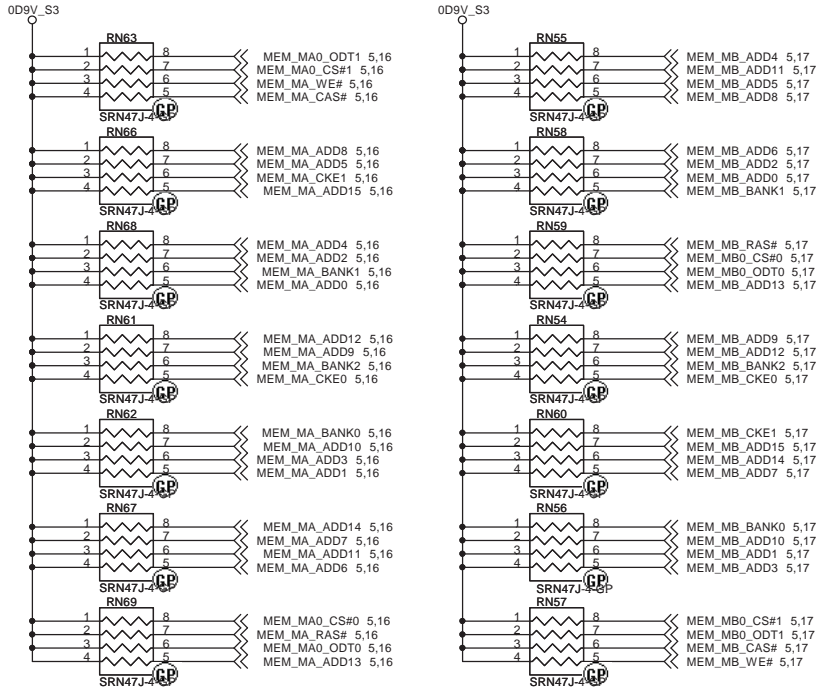 0D9V_S3
RN63
1 8 MEM_MA0_ODT1 5,16
2 7 MEM_MA0_CS#1 5,16
3 6 MEM_MA_WE# 5,16
4 5 MEM_MA_CAS# 5,16
SRN47J-4-GP
GP
RN66
1 8 MEM_MA_ADD8 5,16
2 7 MEM_MA_ADD5 5,16
3 6 MEM_MA_CKE1 5,16
4 5 MEM_MA_ADD15 5,16
SRN47J-4-GP
GP
RN68
1 8 MEM_MA_ADD4 5,16
2 7 MEM_MA_ADD2 5,16
3 6 MEM_MA_BANK1 5,16
4 5 MEM_MA_ADD0 5,16
SRN47J-4-GP
GP
RN61
1 8 MEM_MA_ADD12 5,16
2 7 MEM_MA_ADD9 5,16
3 6 MEM_MA_BANK2 5,16
4 5 MEM_MA_CKE0 5,16
SRN47J-4-GP
GP
RN62
1 8 MEM_MA_BANK0 5,16
2 7 MEM_MA_ADD10 5,16
3 6 MEM_MA_ADD3 5,16
4 5 MEM_MA_ADD1 5,16
SRN47J-4-GP
GP
RN67
1 8 MEM_MA_ADD14 5,16
2 7 MEM_MA_ADD7 5,16
3 6 MEM_MA_ADD11 5,16
4 5 MEM_MA_ADD6 5,16
SRN47J-4-GP
GP
RN69
1 8 MEM_MA0_CS#0 5,16
2 7 MEM_MA_RAS# 5,16
3 6 MEM_MA0_ODT0 5,16
4 5 MEM_MA_ADD13 5,16
SRN47J-4-GP
GP
0D9V_S3
RN55
1 8 MEM_MB_ADD4 5,17
2 7 MEM_MB_ADD11 5,17
3 6 MEM_MB_ADD5 5,17
4 5 MEM_MB_ADD8 5,17
SRN47J-4-GP
GP
RN58
1 8 MEM_MB_ADD6 5,17
2 7 MEM_MB_ADD2 5,17
3 6 MEM_MB_ADD0 5,17
4 5 MEM_MB_BANK1 5,17
SRN47J-4-GP
GP
RN59
1 8 MEM_MB_RAS# 5,17
2 7 MEM_MB0_CS#0 5,17
3 6 MEM_MB0_ODT0 5,17
4 5 MEM_MB_ADD13 5,17
SRN47J-4-GP
GP
RN54
1 8 MEM_MB_ADD9 5,17
2 7 MEM_MB_ADD12 5,17
3 6 MEM_MB_BANK2 5,17
4 5 MEM_MB_CKE0 5,17
SRN47J-4-GP
GP
RN60
1 8 MEM_MB_CKE1 5,17
2 7 MEM_MB_ADD15 5,17
3 6 MEM_MB_ADD14 5,17
4 5 MEM_MB_ADD7 5,17
SRN47J-4-GP
GP
RN56
1 8 MEM_MB_BANK0 5,17
2 7 MEM_MB_ADD10 5,17
3 6 MEM_MB_ADD1 5,17
4 5 MEM_MB_ADD3 5,17
SRN47J-4-GP
GP
RN57
1 8 MEM_MB0_CS#1 5,17
2 7 MEM_MB0_ODT1 5,17
3 6 MEM_MB_CAS# 5,17
4 5 MEM_MB_WE# 5,17
SRN47J-4-GP
GP